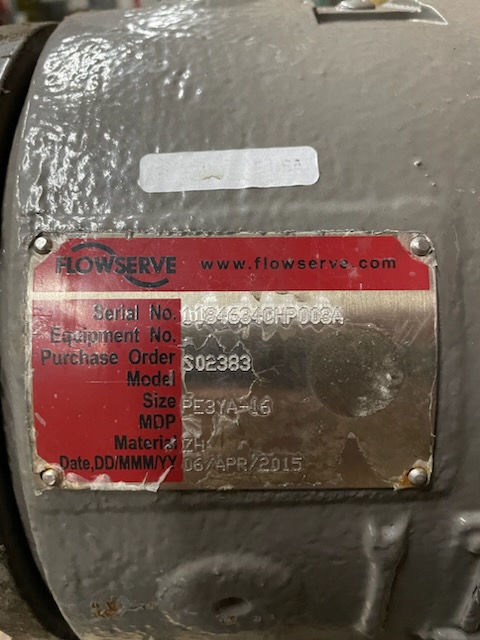 FLOWSERVE www.flowserve.com
Serial No.
Equipment No.
Purchase Order S02383
Model
Size PE3YA-16
MDP
Material ZH
Date,DD/MMM/YY 06/APR/2015